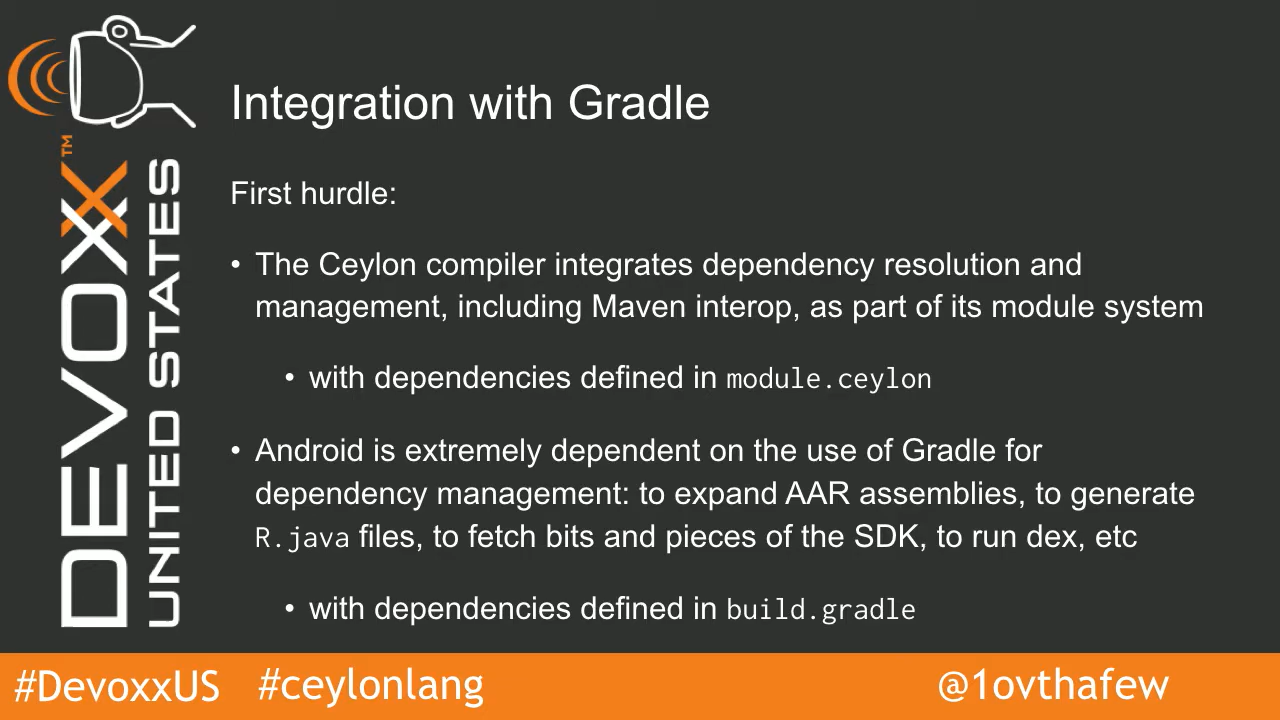 DEVOXX™
UNITED STATES
Integration with Gradle
First hurdle:
• The Ceylon compiler integrates dependency resolution and
management, including Maven interop, as part of its module system
• with dependencies defined in module.ceylon
• Android is extremely dependent on the use of Gradle for
dependency management: to expand AAR assemblies, to generate
R.java files, to fetch bits and pieces of the SDK, to run dex, etc
• with dependencies defined in build.gradle
#DevoxxUS #ceylonlang @1ovthafew